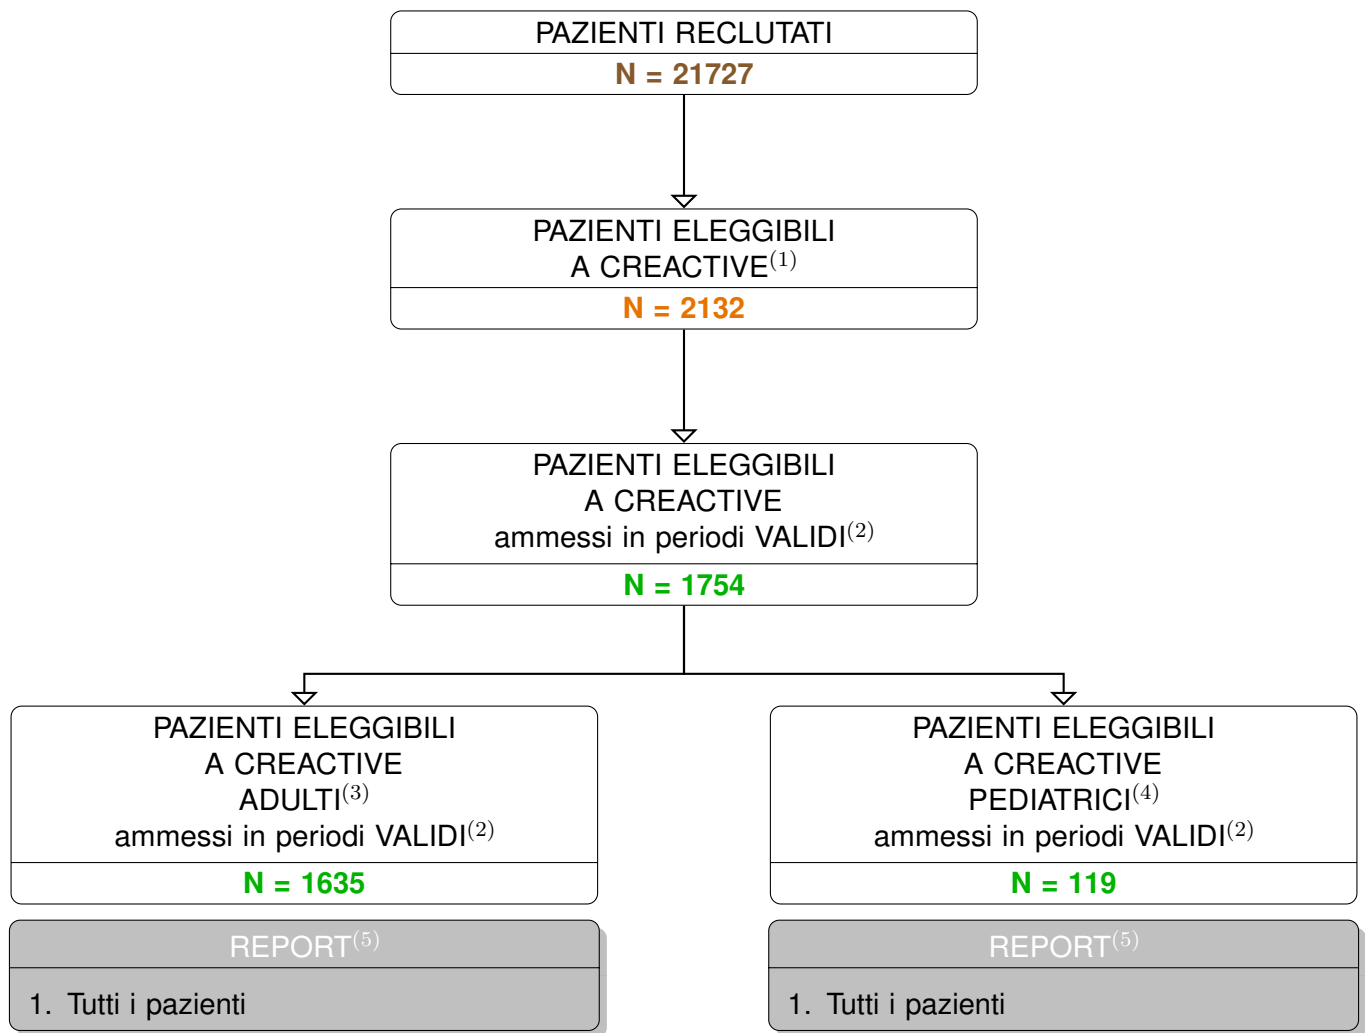 PAZIENTI RECLUTATI
N = 21727
PAZIENTI ELEGGIBILI
A CREACTIVE(1)
N = 2132
PAZIENTI ELEGGIBILI
A CREACTIVE
ammessi in periodi VALIDI(2)
N = 1754
PAZIENTI ELEGGIBILI
A CREACTIVE
ADULTI(3)
ammessi in periodi VALIDI(2)
N = 1635
REPORT(5)
1. Tutti i pazienti
PAZIENTI ELEGGIBILI
A CREACTIVE
PEDIATRICI(4)
ammessi in periodi VALIDI(2)
N = 119
REPORT(5)
1. Tutti i pazienti